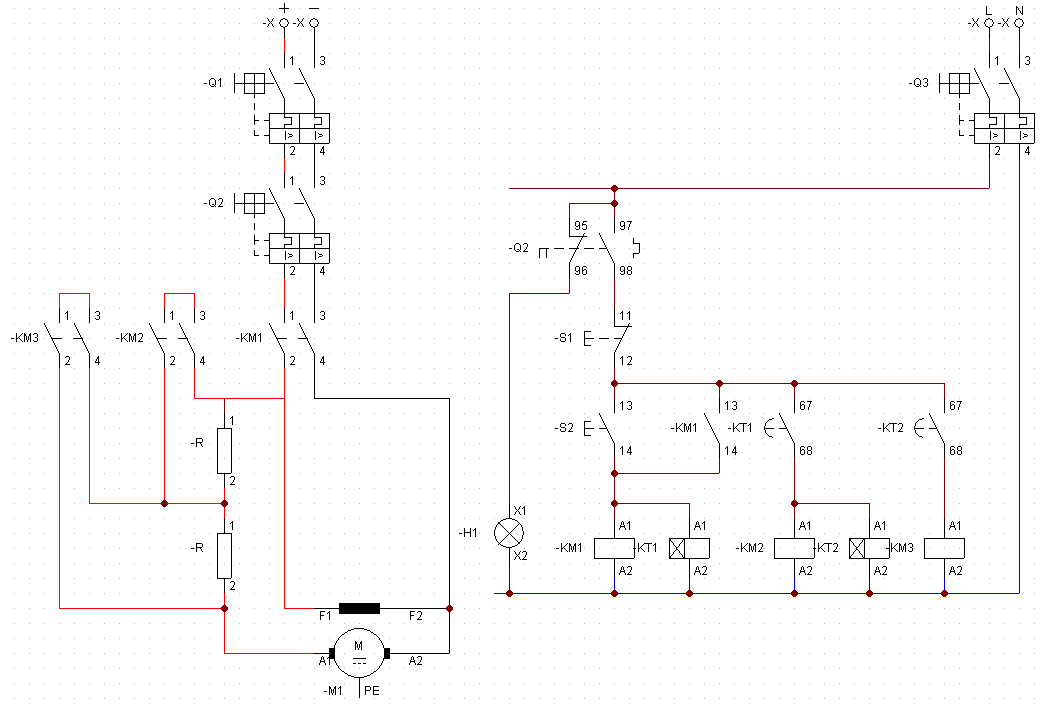 + −
-X -X
L N
-X -X
1 3
1 3
-Q1
-Q3
I> I>
I> I>
2 4
2 4
1 3
-Q2
I> I>
2 4
95 97
-Q2
96 98
1 3 1 3 1 3
-KM3 -KM2 -KM1
2 4 2 4 2 4
11
-S1
12
13 13 67 67
-S2 -KM1 -KT1 -KT2
14 14 68 68
1
-R
2
X1
-H1
X2
1
-R
2
A1 A1 A1 A1 A1
-KM1 -KT1 -KM2 -KT2 -KM3
A2 A2 A2 A2 A2
F1 F2
M
A1 A2
-M1 PE